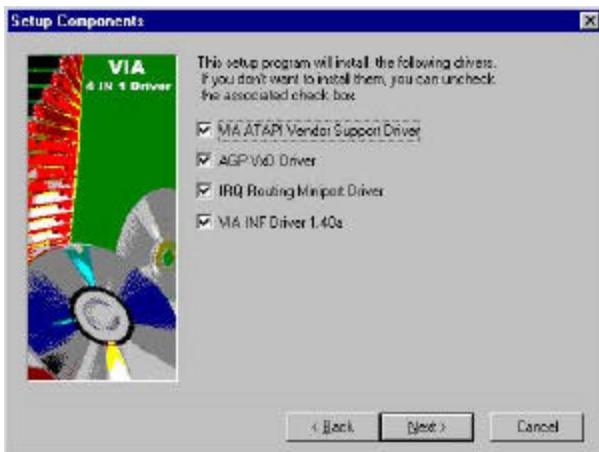 Setup Components
VIA
4 IN 1 Driver
This setup program will install the following drivers.
If you don't want to install them, you can uncheck
the associated check box.
VIA ATAPI Vendor Support Driver
AGP VxD Driver
IRQ Routing Miniport Driver
VIA INF Driver 1.40a
< Back
Next >
Cancel